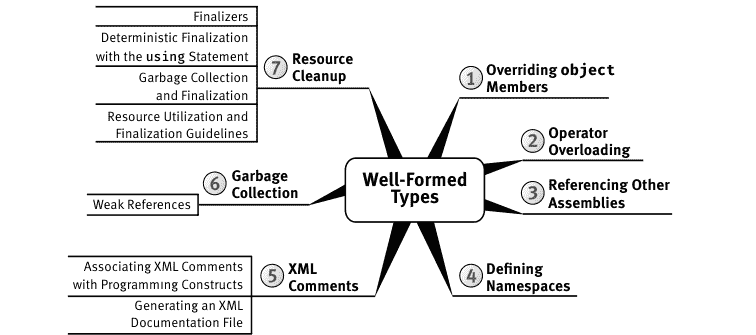 Well-Formed
Types
1 Overriding object
Members
2 Operator
Overloading
3 Referencing Other
Assemblies
4 Defining
Namespaces
5 XML
Comments
Associating XML Comments
with Programming Constructs
Generating an XML
Documentation File
6 Garbage
Collection
Weak References
7 Resource
Cleanup
Finalizers
Deterministic Finalization
with the using Statement
Garbage Collection
and Finalization
Resource Utilization and
Finalization Guidelines